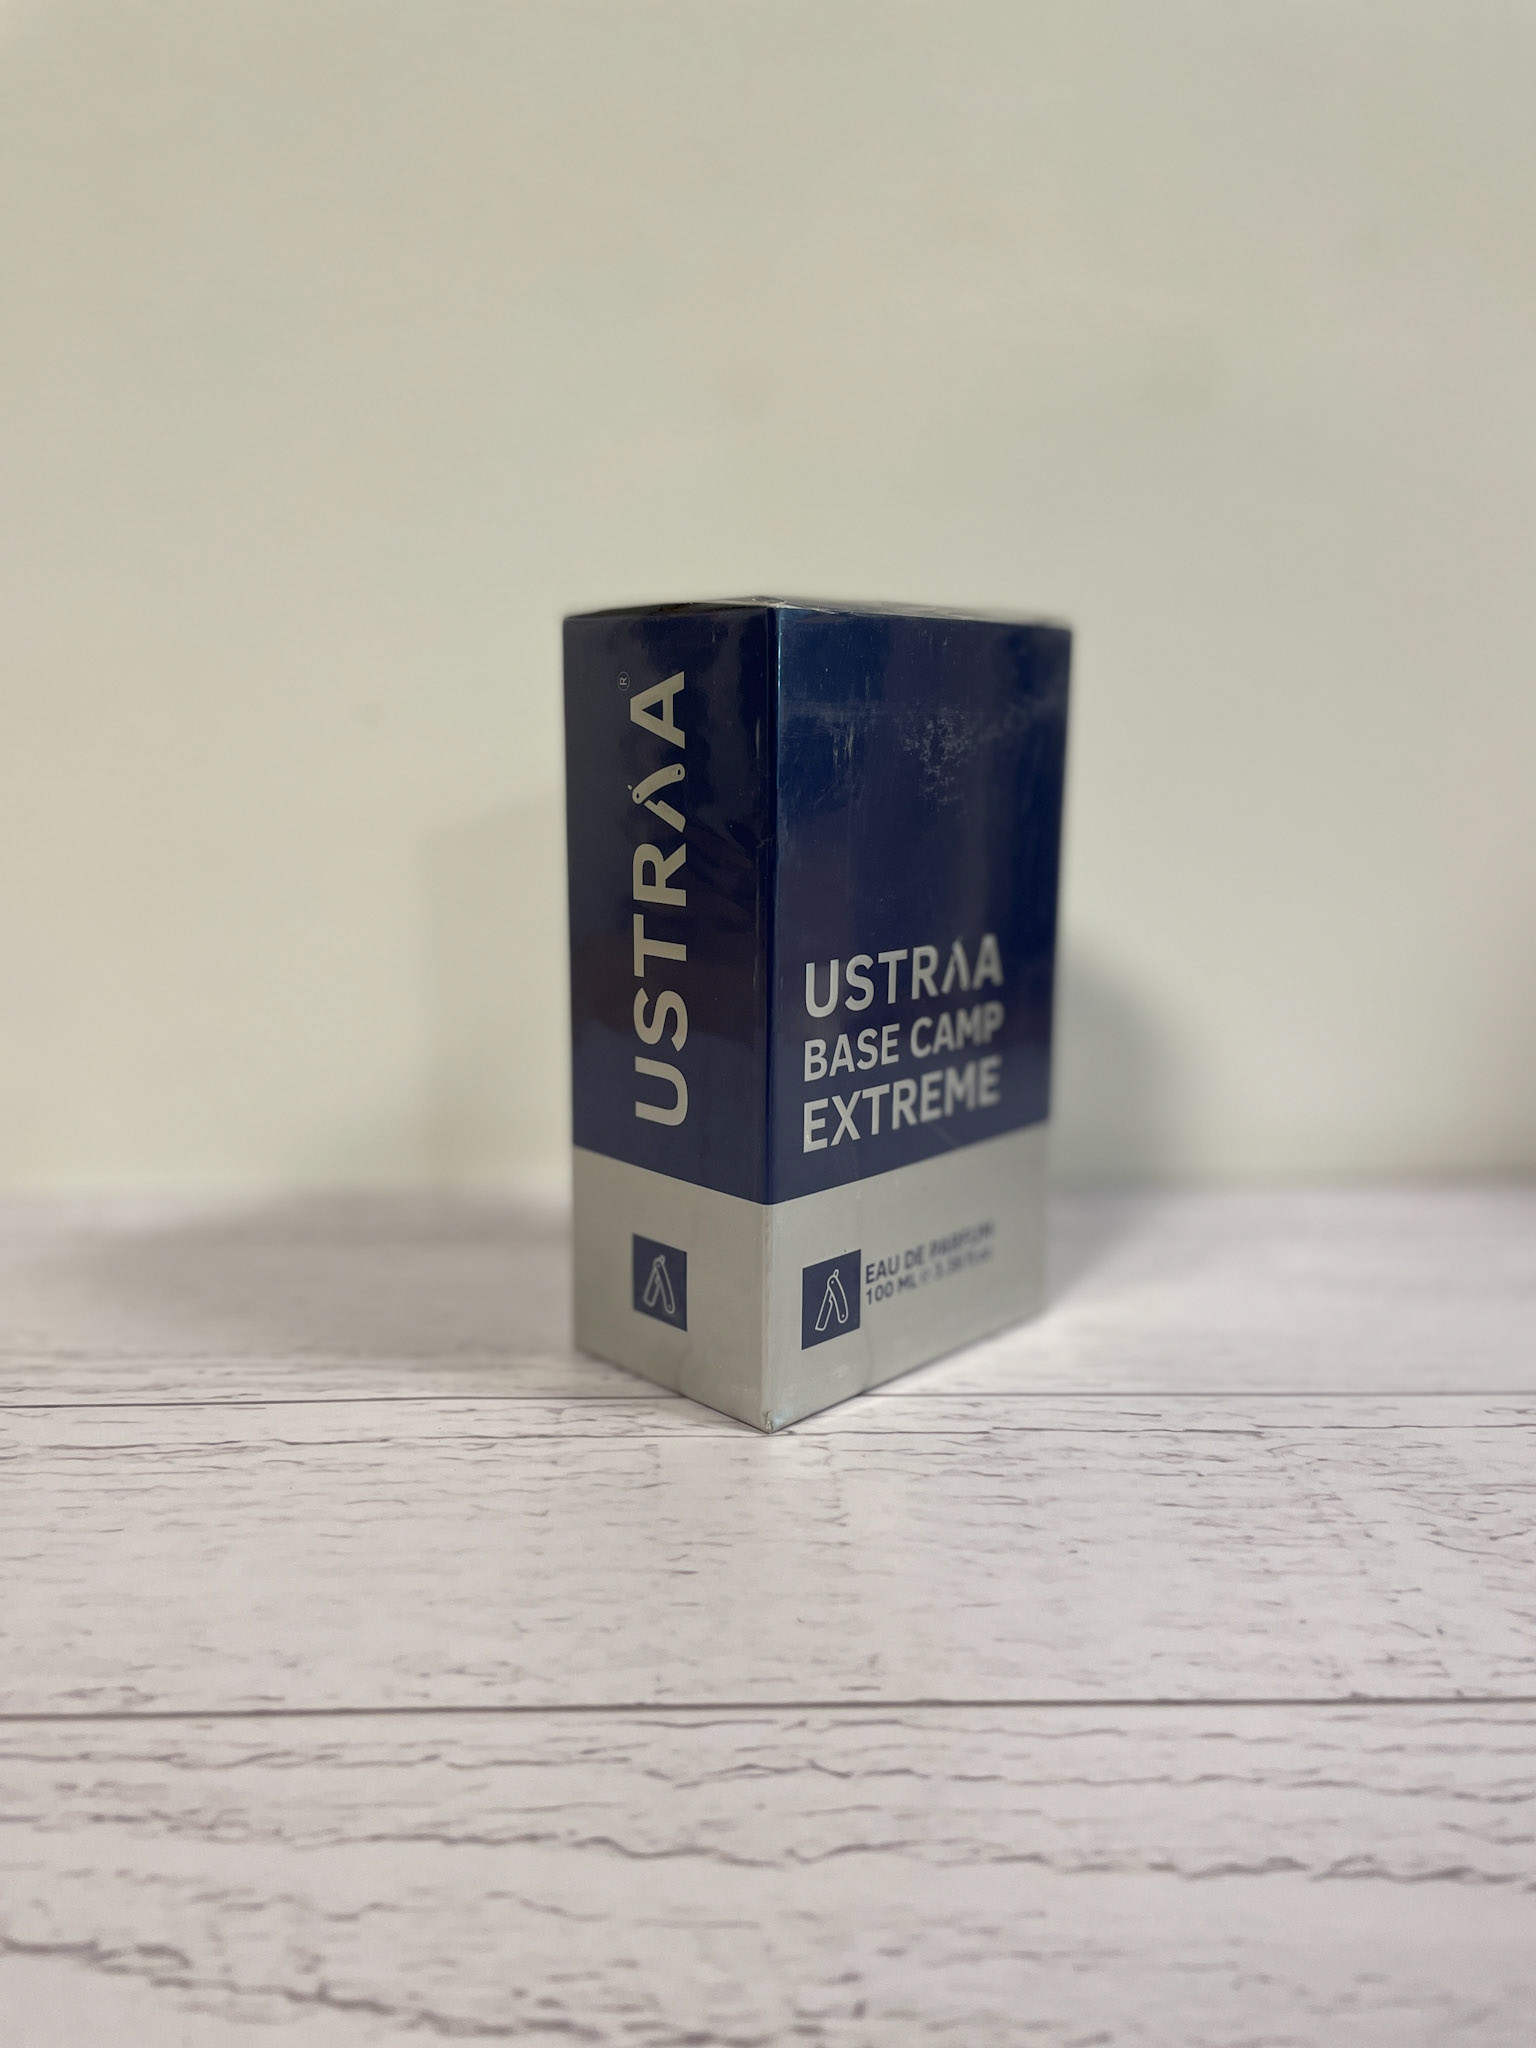 USTRAA®
USTRAA
BASE CAMP
EXTREME
EAU DE PARFUM
100 ML